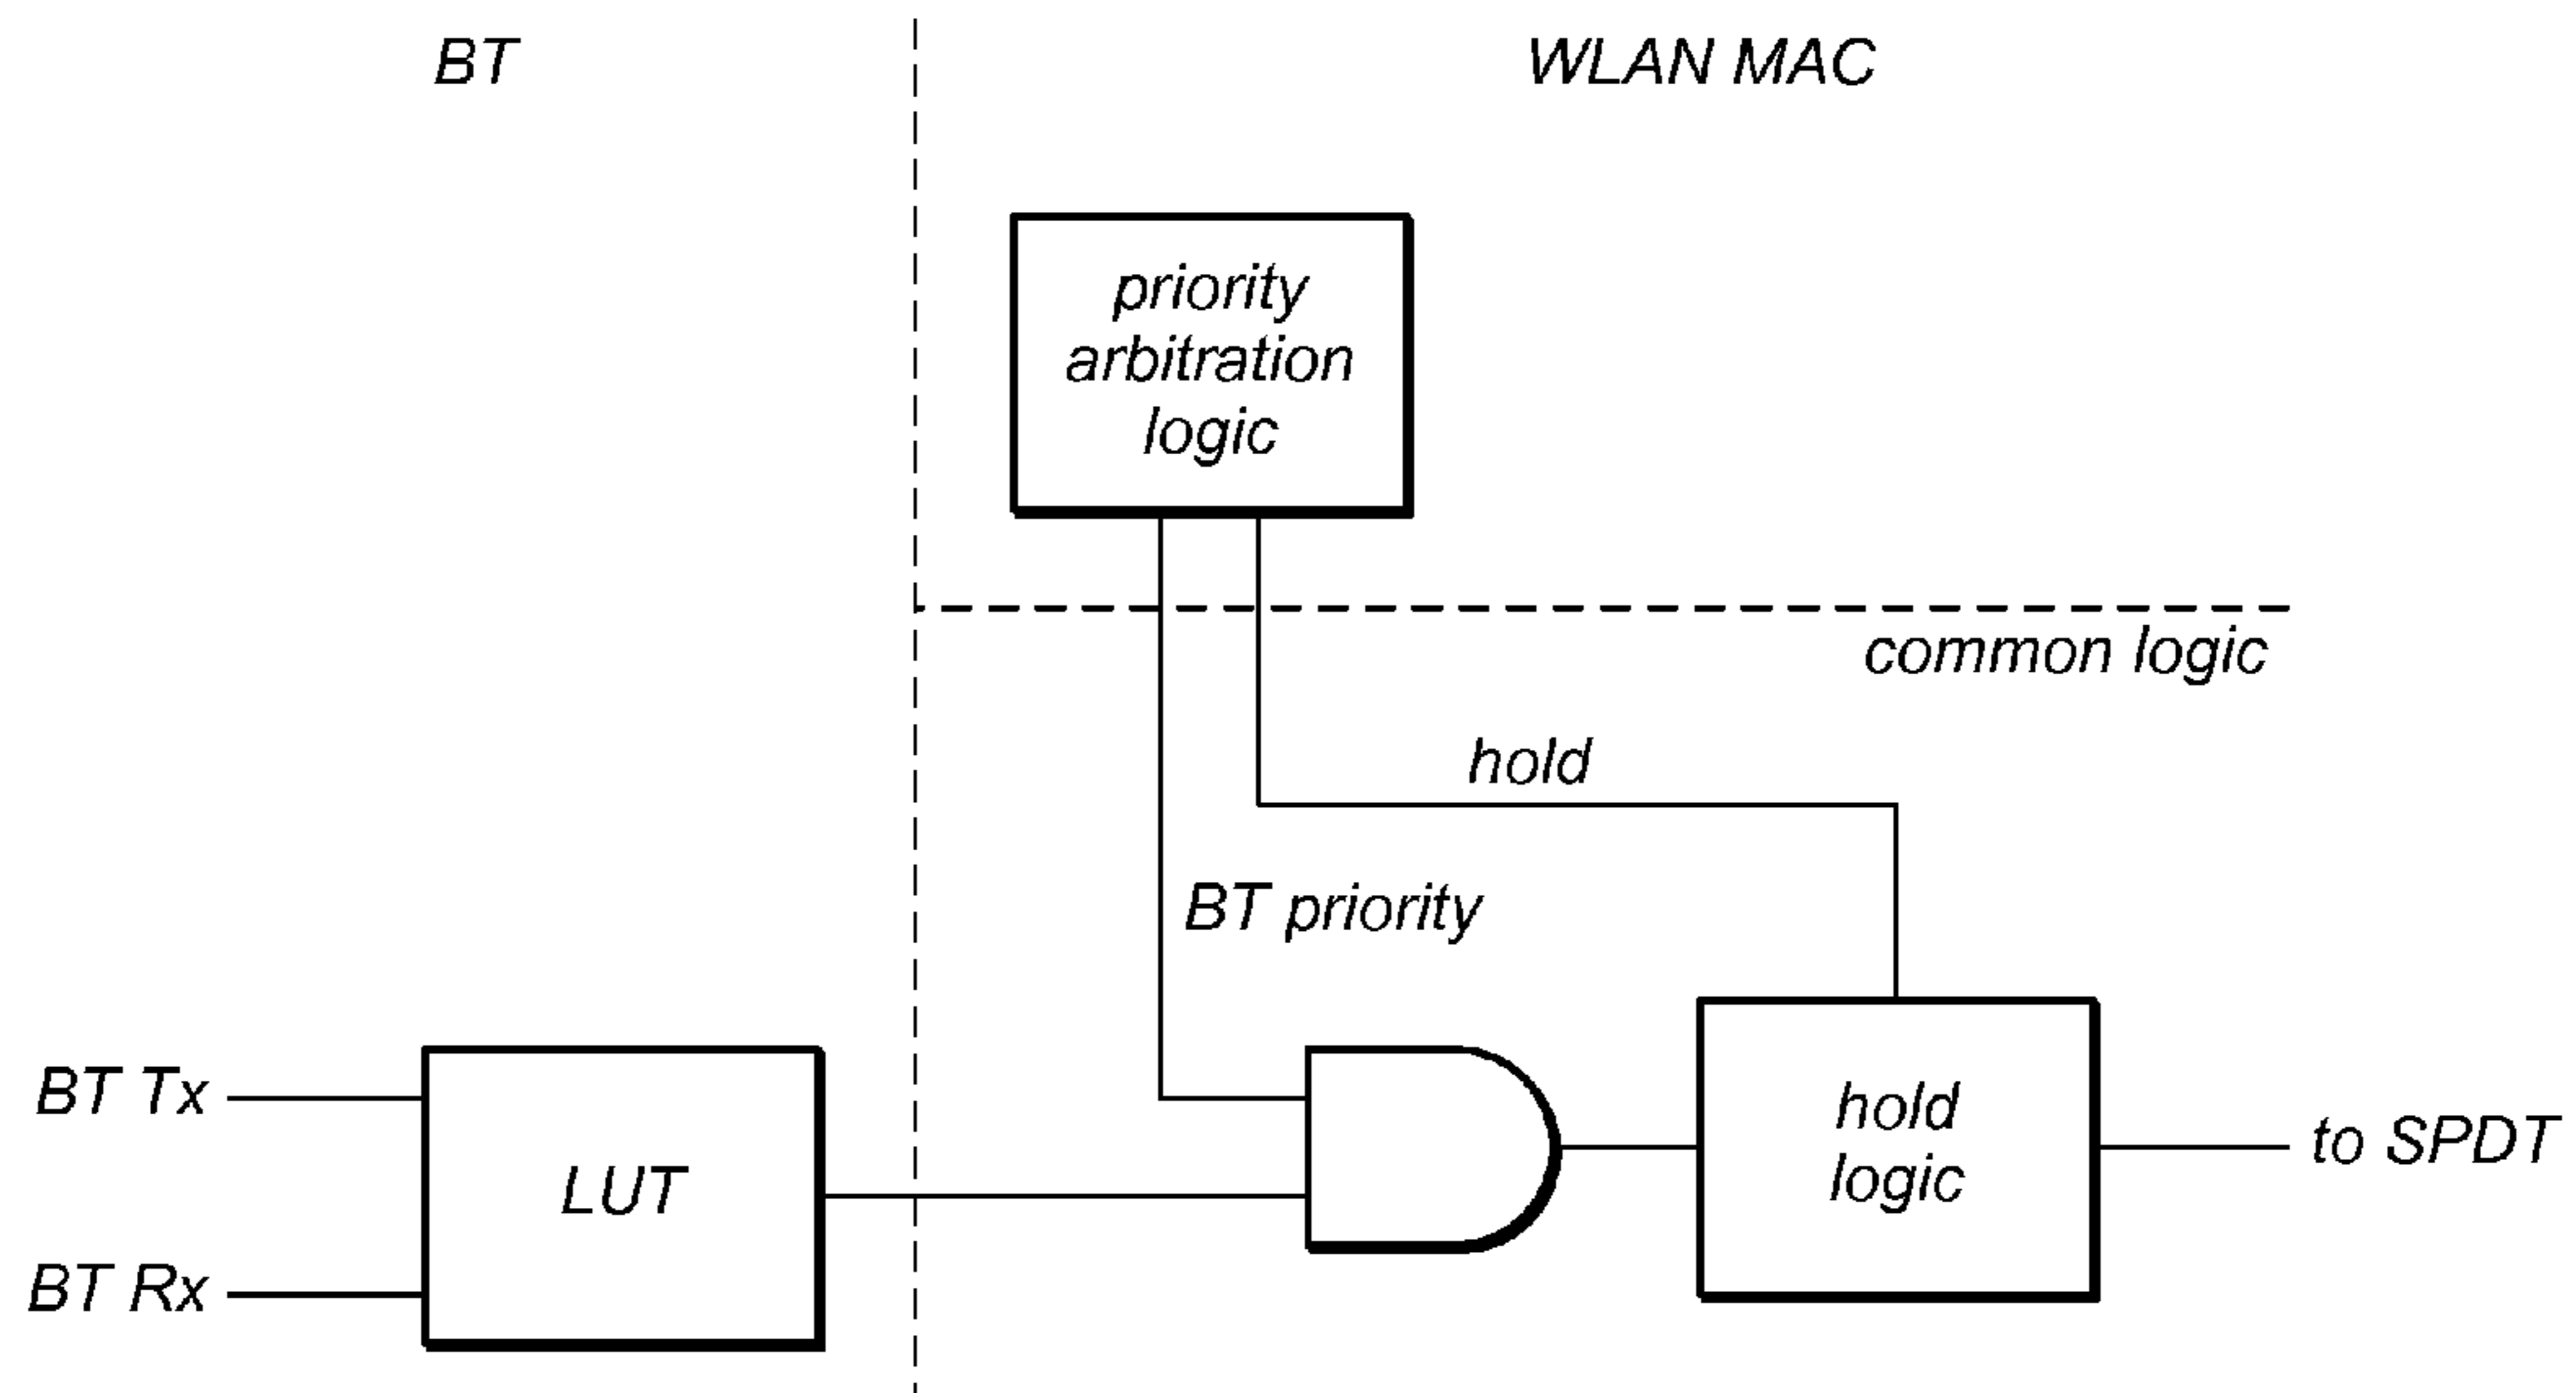 BT
WLAN MAC
priority
arbitration
logic
common logic
hold
BT priority
BT Tx
BT Rx
LUT
hold
logic
to SPDT